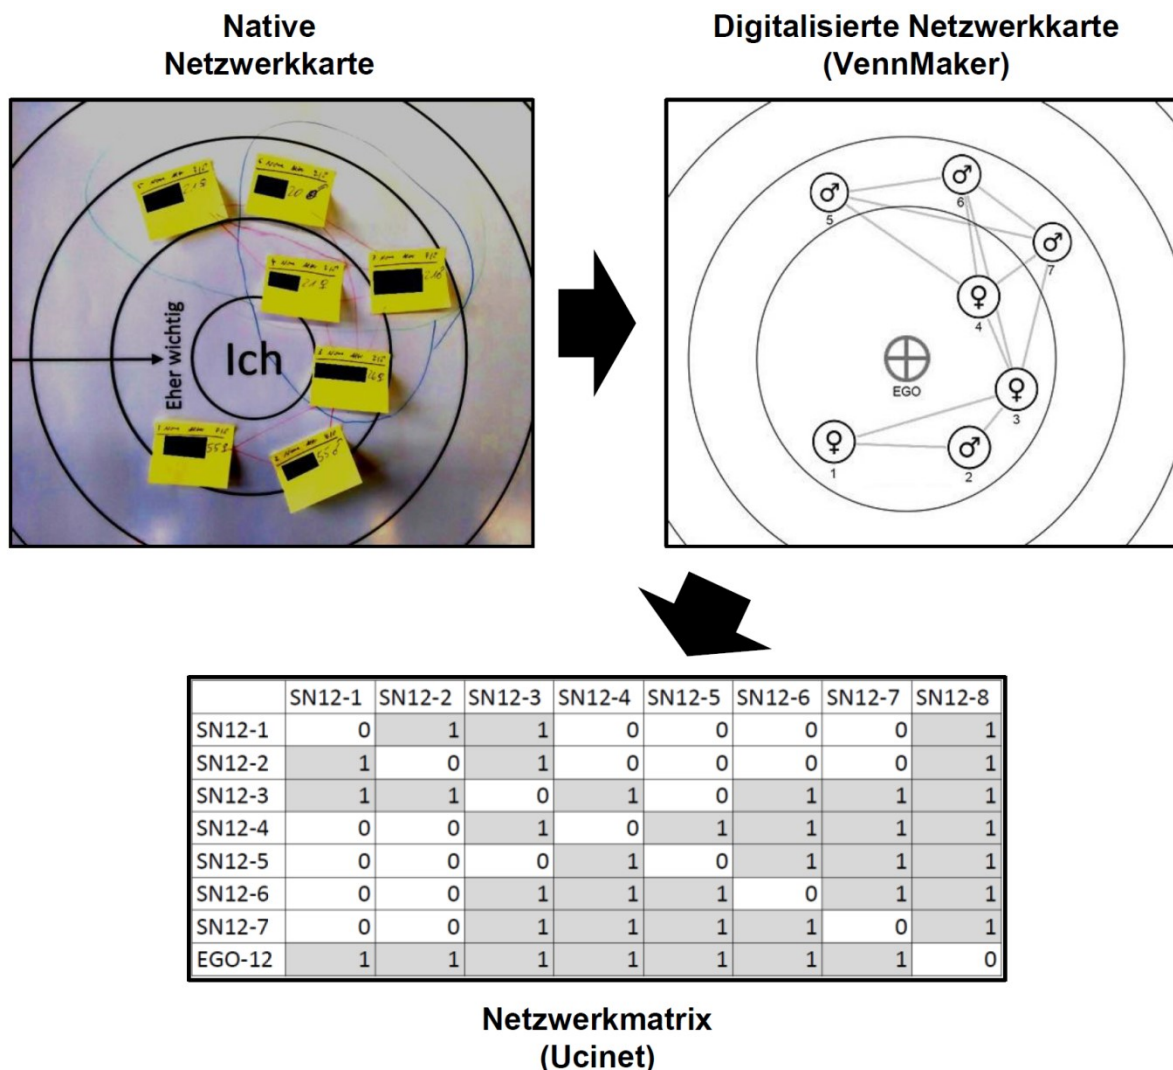 Native
Netzwerkkarte
Digitalisierte Netzwerkkarte
(VennMaker)
Eher wichtig
Ich
5
6
7
4
EGO
3
1
2
SN12-1 SN12-2 SN12-3 SN12-4 SN12-5 SN12-6 SN12-7 SN12-8
SN12-1 0 1 1 0 0 0 0 1
SN12-2 1 0 1 0 0 0 0 1
SN12-3 1 1 0 1 0 1 1 1
SN12-4 0 0 1 0 1 1 1 1
SN12-5 0 0 0 1 0 1 1 1
SN12-6 0 0 1 1 1 0 1 1
SN12-7 0 0 1 1 1 1 0 1
EGO-12 1 1 1 1 1 1 1 0
Netzwerkmatrix
(Ucinet)